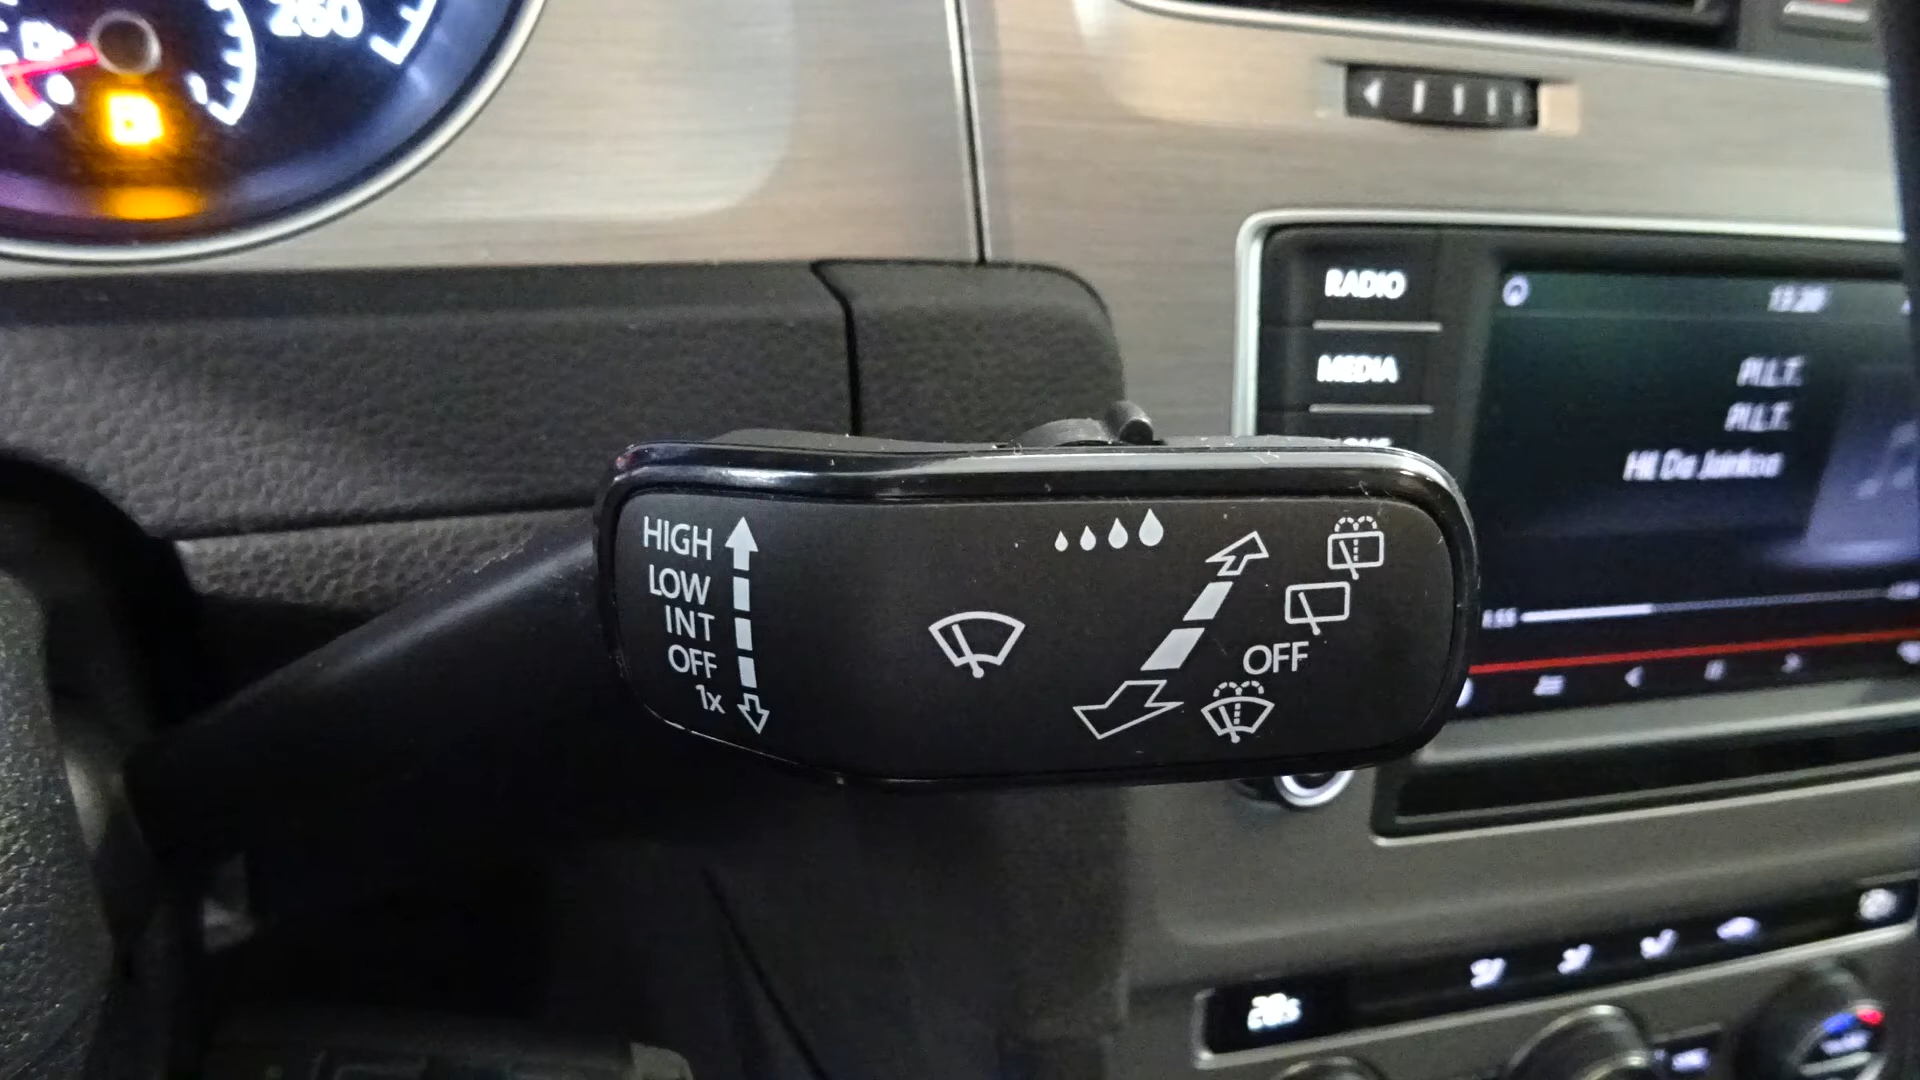 260
RADIO
13:20
MEDIA
P.I.L.T.
P.I.L.T.
HIGH
LOW
INT
OFF
1x
OFF